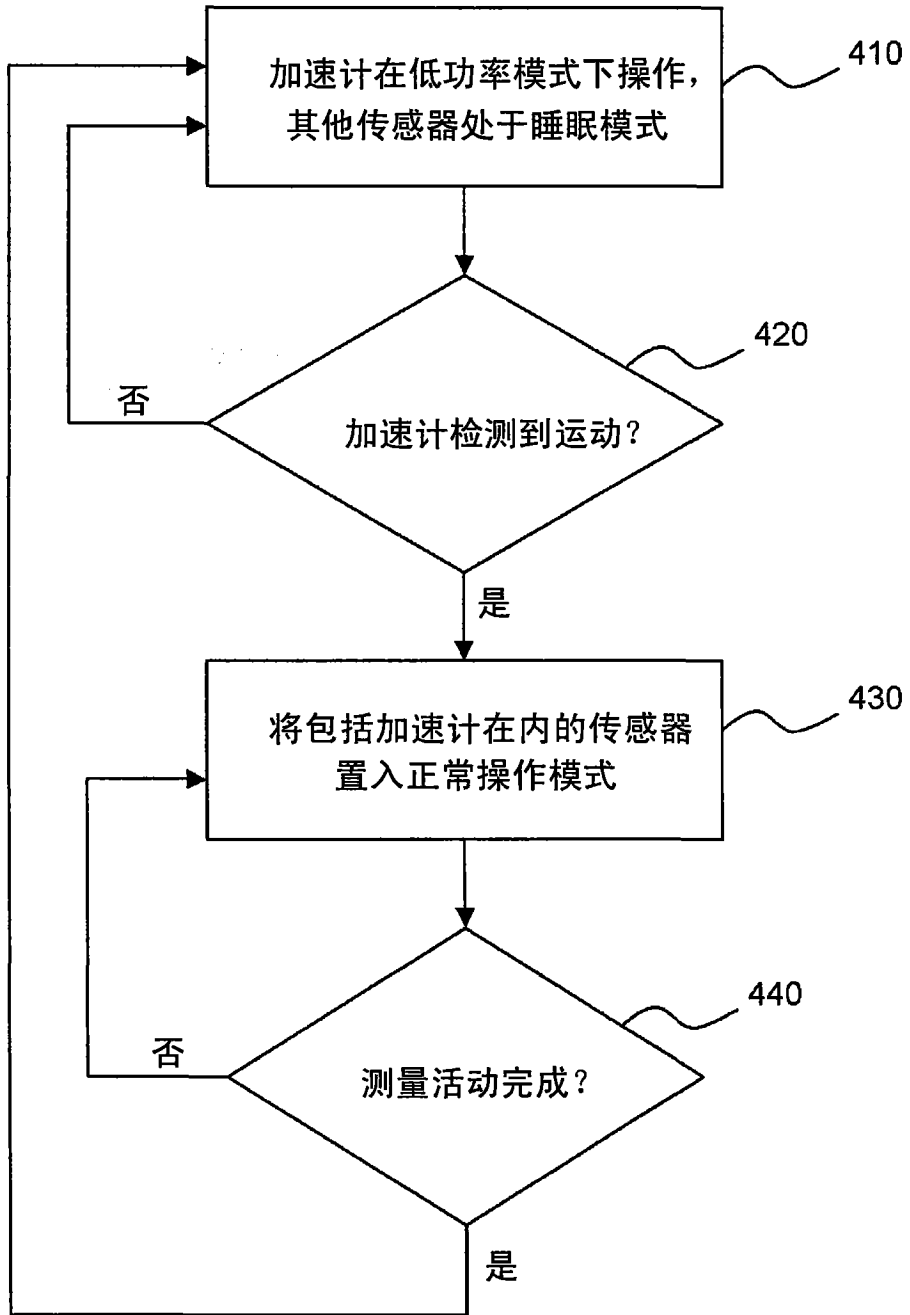 加速计在低功率模式下操作，
其他传感器处于睡眠模式
410
420
否
加速计检测到运动？
是
430
将包括加速计在内的传感器
置入正常操作模式
440
否
测量活动完成？
是